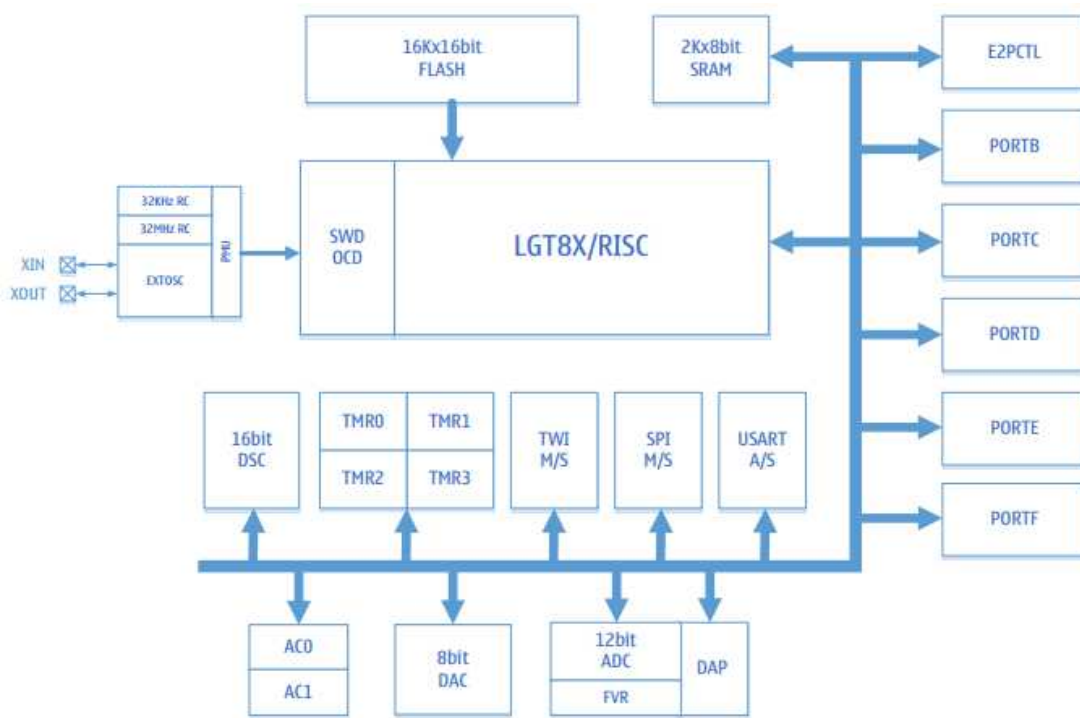 16Kx16bit
FLASH
2Kx8bit
SRAM
E2PCTL
PORTB
32KHz RC
32MHz RC
EXTOSC
PMU
XIN
XOUT
SWD
OCD
LGT8X/RISC
PORTC
PORTD
16bit
DSC
TMR0
TMR1
TMR2
TMR3
TWI
M/S
SPI
M/S
USART
A/S
PORTE
PORTF
AC0
AC1
8bit
DAC
12bit
ADC
FVR
DAP